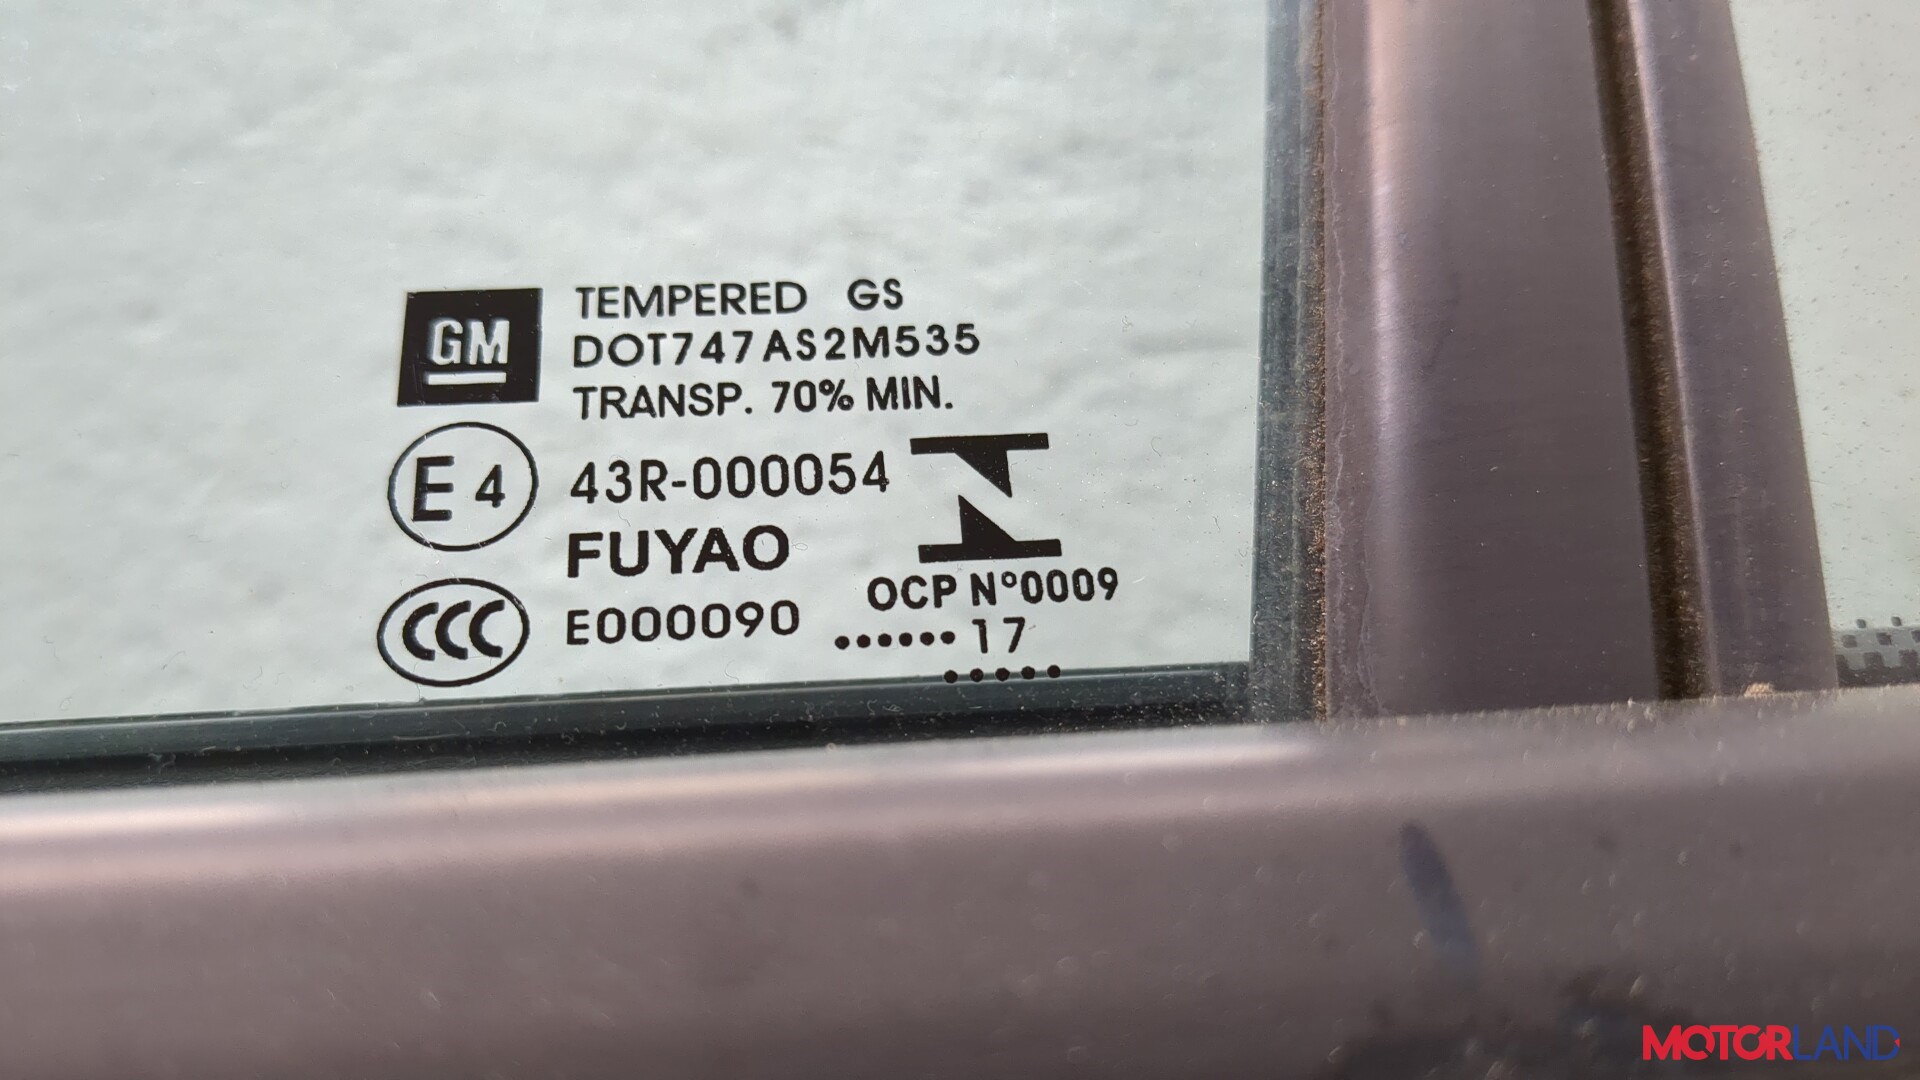 GM
TEMPERED GS
DOT747AS2M535
TRANSP. 70% MIN.
E4
43R-000054
FUYAO
CCC
E000090
OCP N°0009
••••••17
•••••
MOTORLAND